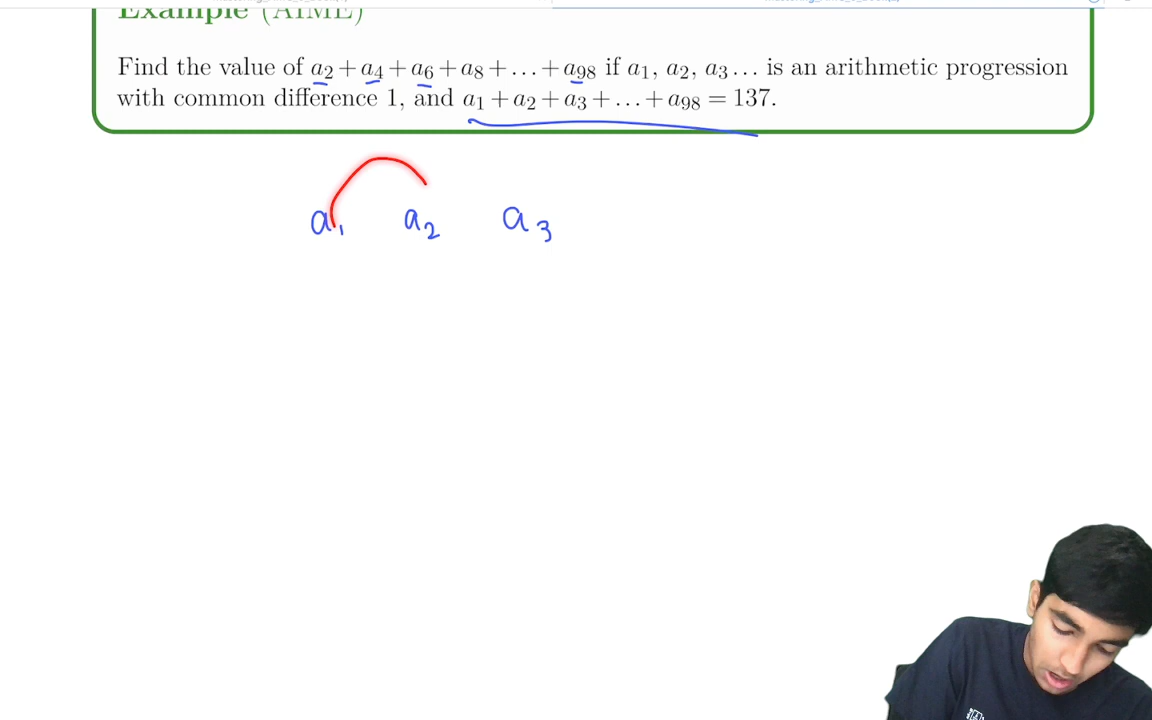 Example (AIME)
Find the value of a₂ + a₄ + a₆ + a₈ + … + a₉₈ if a₁, a₂, a₃ … is an arithmetic progression
with common difference 1, and a₁ + a₂ + a₃ + … + a₉₈ = 137.
a₁ a₂ a₃